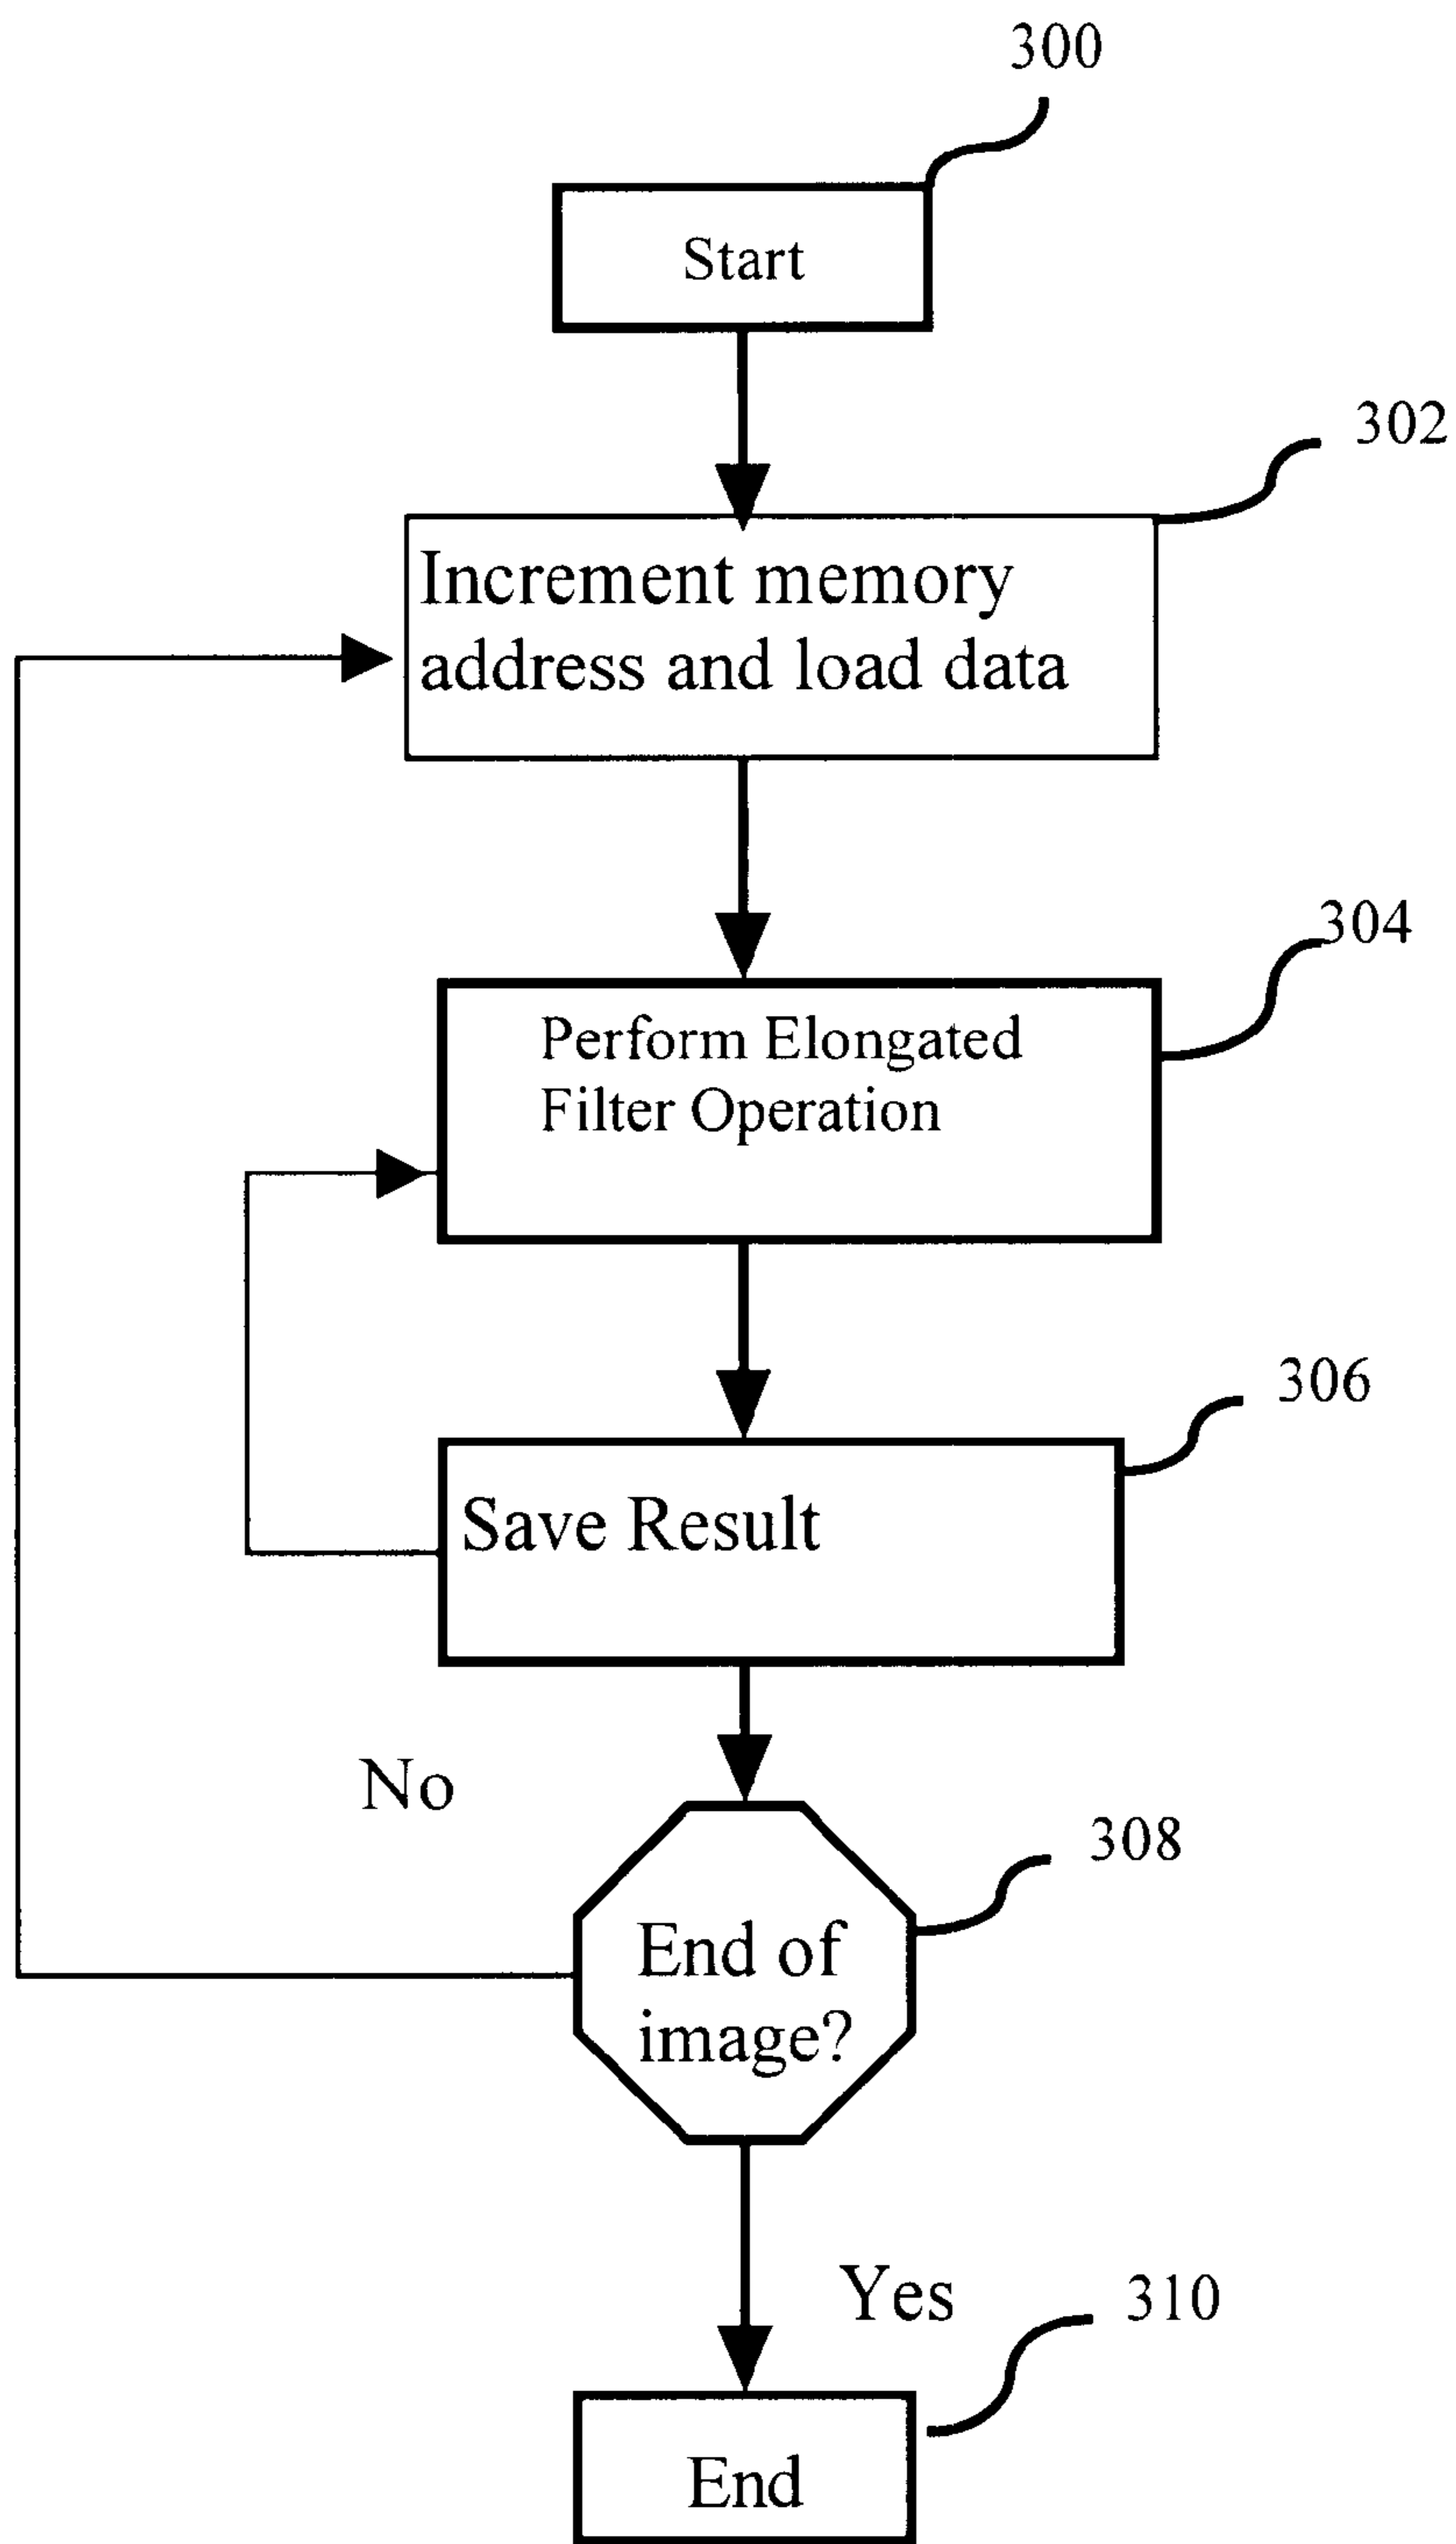 300
Start
302
Increment memory
address and load data
304
Perform Elongated
Filter Operation
306
Save Result
No
308
End of
image?
Yes
310
End